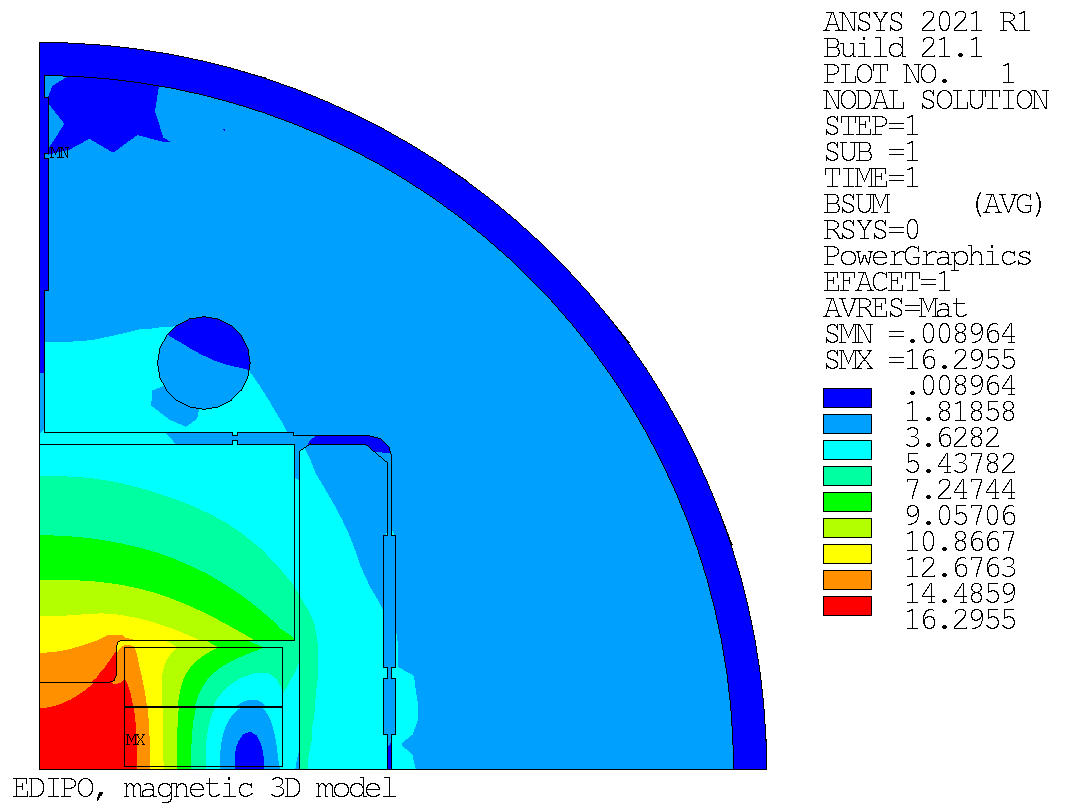 ANSYS 2021 R1
Build 21.1
PLOT NO.   1
NODAL SOLUTION
STEP=1
SUB =1
TIME=1
BSUM     (AVG)
RSYS=0
PowerGraphics
EFACET=1
AVRES=Mat
SMN =.008964
SMX =16.2955
.008964
1.81858
3.6282
5.43782
7.24744
9.05706
10.8667
12.6763
14.4859
16.2955
MN
MX
EDIPO, magnetic 3D model